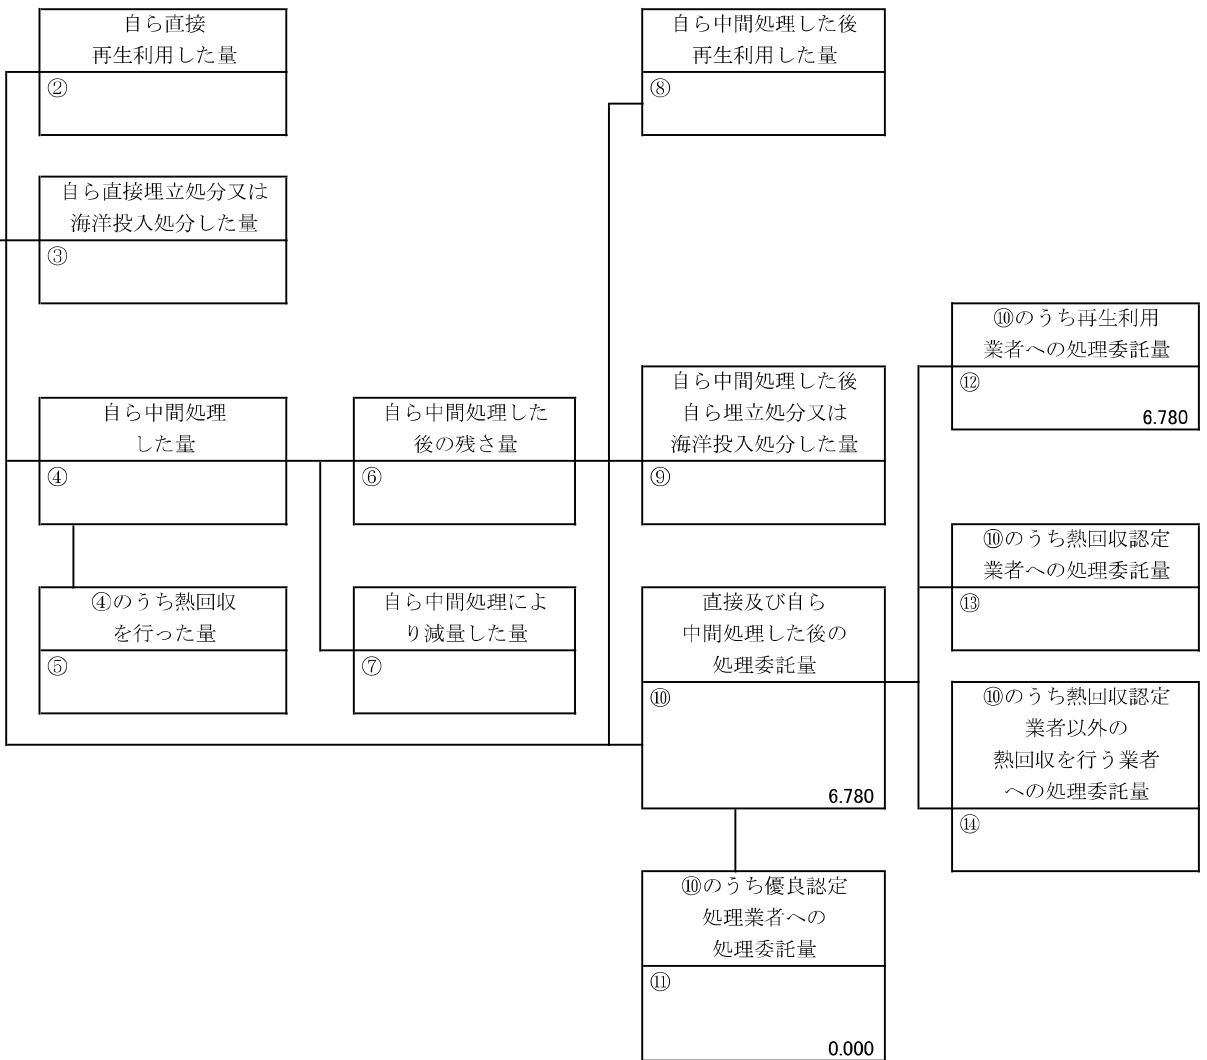 自ら直接
再生利用した量
②
自ら中間処理した後
再生利用した量
⑧
自ら直接埋立処分又は
海洋投入処分した量
③
⑩のうち再生利用
業者への処理委託量
⑫
6.780
自ら中間処理
した量
④
自ら中間処理した
後の残さ量
⑥
自ら中間処理した後
自ら埋立処分又は
海洋投入処分した量
⑨
⑩のうち熱回収認定
業者への処理委託量
⑬
④のうち熱回収
を行った量
⑤
自ら中間処理によ
り減量した量
⑦
直接及び自ら
中間処理した後の
処理委託量
⑩
6.780
⑩のうち熱回収認定
業者以外の
熱回収を行う業者
への処理委託量
⑭
⑩のうち優良認定
処理業者への
処理委託量
⑪
0.000